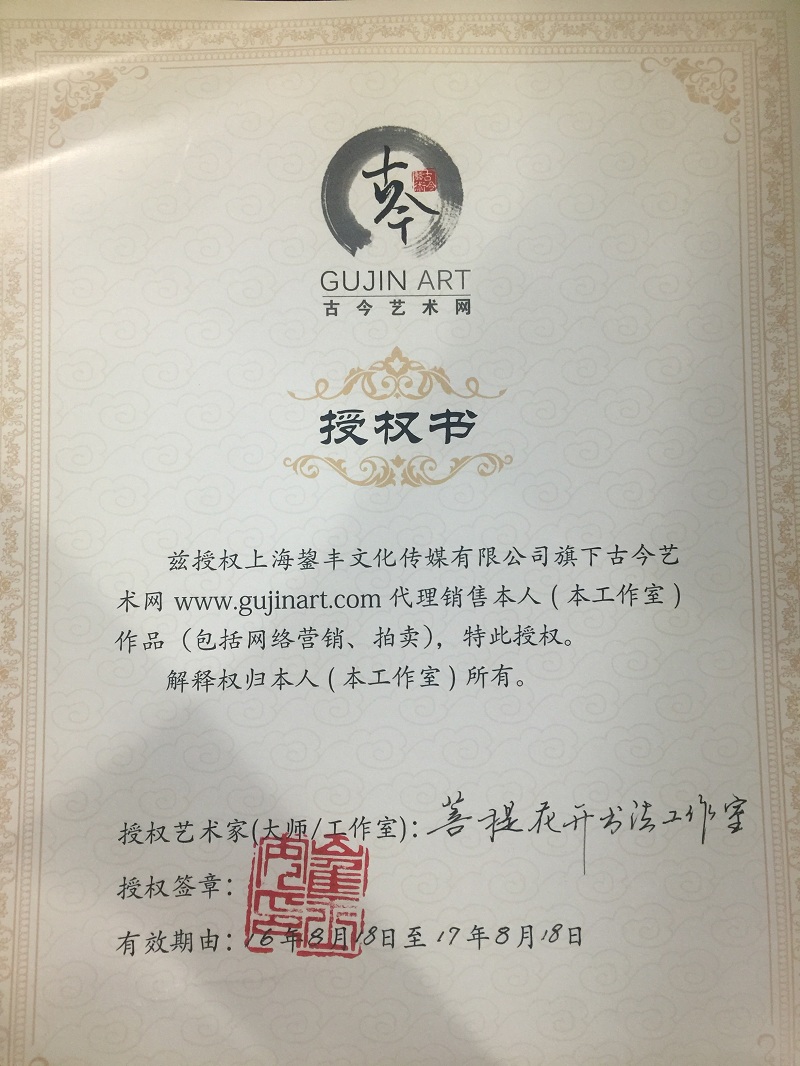 古今
GUJIN ART
古今艺术网
授权书
兹授权上海鋆丰文化传媒有限公司旗下古今艺
术网 www.gujinart.com 代理销售本人（本工作室）
作品（包括网络营销、拍卖），特此授权。
解释权归本人（本工作室）所有。
授权艺术家(大师/工作室)：菩提花开书法工作室
授权签章：
有效期由：16年8月18日至17年8月18日